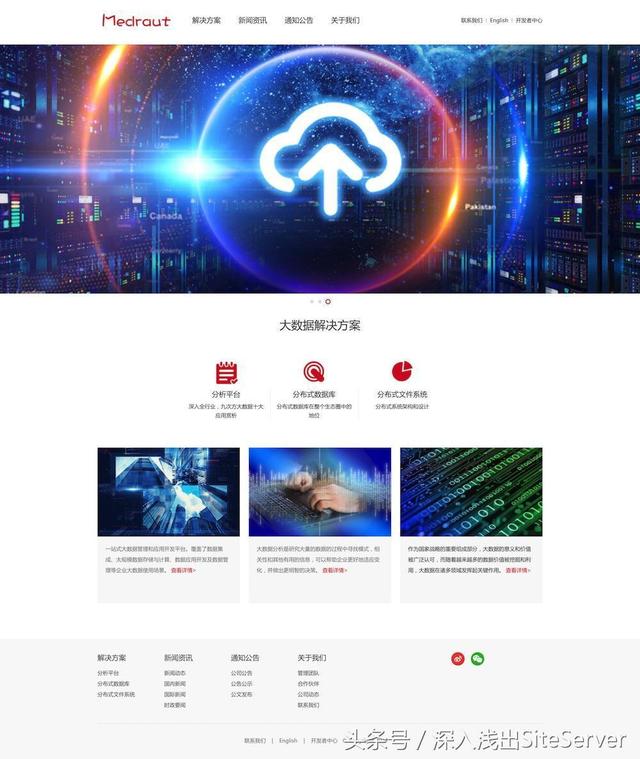 Medraut
解决方案 新闻资讯 通知公告 关于我们
联系我们 | English | 开发者中心
UAE
UAE
Canada
Canada
Palestine
Pakistan
大数据解决方案
分析平台
深入全行业，九次方大数据十大
应用赏析
分布式数据库
分布式数据库在整个生态圈中的
地位
分布式文件系统
分布式系统架构和设计
一站式大数据管理和应用开发平台。覆盖了数据集
成、大规模数据存储与计算、数据应用开发及数据管
理等企业大数据使用场景。 查看详情>
大数据分析是研究大量的数据的过程中寻找模式，相
关性和其他有用的信息，可以帮助企业更好地适应变
化，并做出更明智的决策。 查看详情>
作为国家战略的重要组成部分，大数据的意义和价值
被广泛认可，而随着越来越多的数据价值被挖掘和利
用，大数据在诸多领域发挥起关键作用。 查看详情>
解决方案
分析平台
分布式数据库
分布式文件系统
新闻资讯
新闻动态
国内新闻
国际新闻
时政要闻
通知公告
公司公告
公告公示
公文发布
关于我们
管理团队
合作伙伴
公司动态
联系我们
联系我们 | English | 开发者中心
头条号 / 深入浅出SiteServer